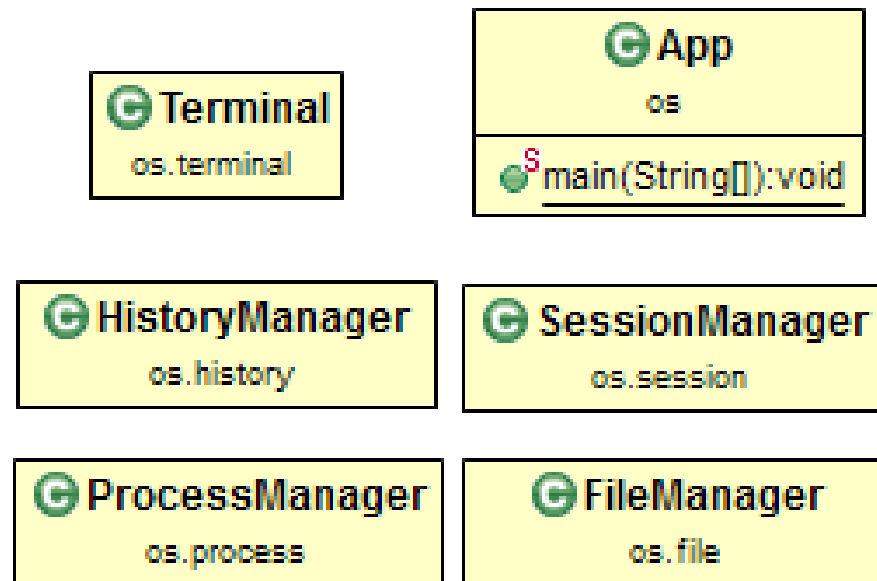 Terminal
os.terminal
App
os
S main(String[]):void
HistoryManager
os.history
SessionManager
os.session
ProcessManager
os.process
FileManager
os.file